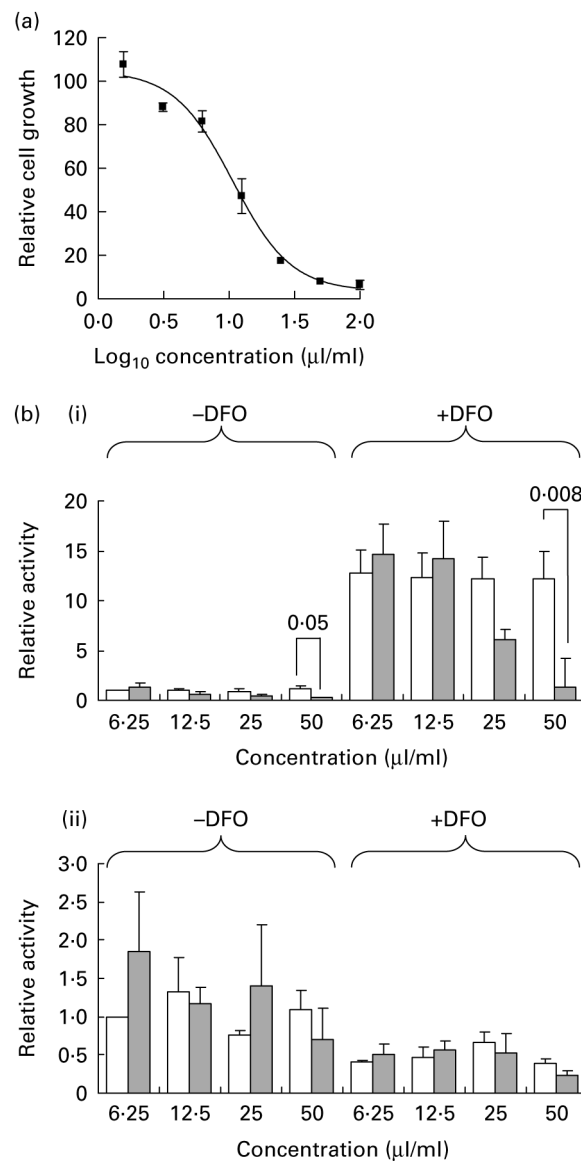 (a)
120
100
80
60
40
20
0
Relative cell growth
0·0 0·5 1·0 1·5 2·0
Log10 concentration (µl/ml)
(b) (i) –DFO +DFO
20
15
10
5
0
Relative activity
0·05
0·008
6·25 12·5 25 50 6·25 12·5 25 50
Concentration (µl/ml)
(ii) –DFO +DFO
3·0
2·5
2·0
1·5
1·0
0·5
0
Relative activity
6·25 12·5 25 50 6·25 12·5 25 50
Concentration (µl/ml)